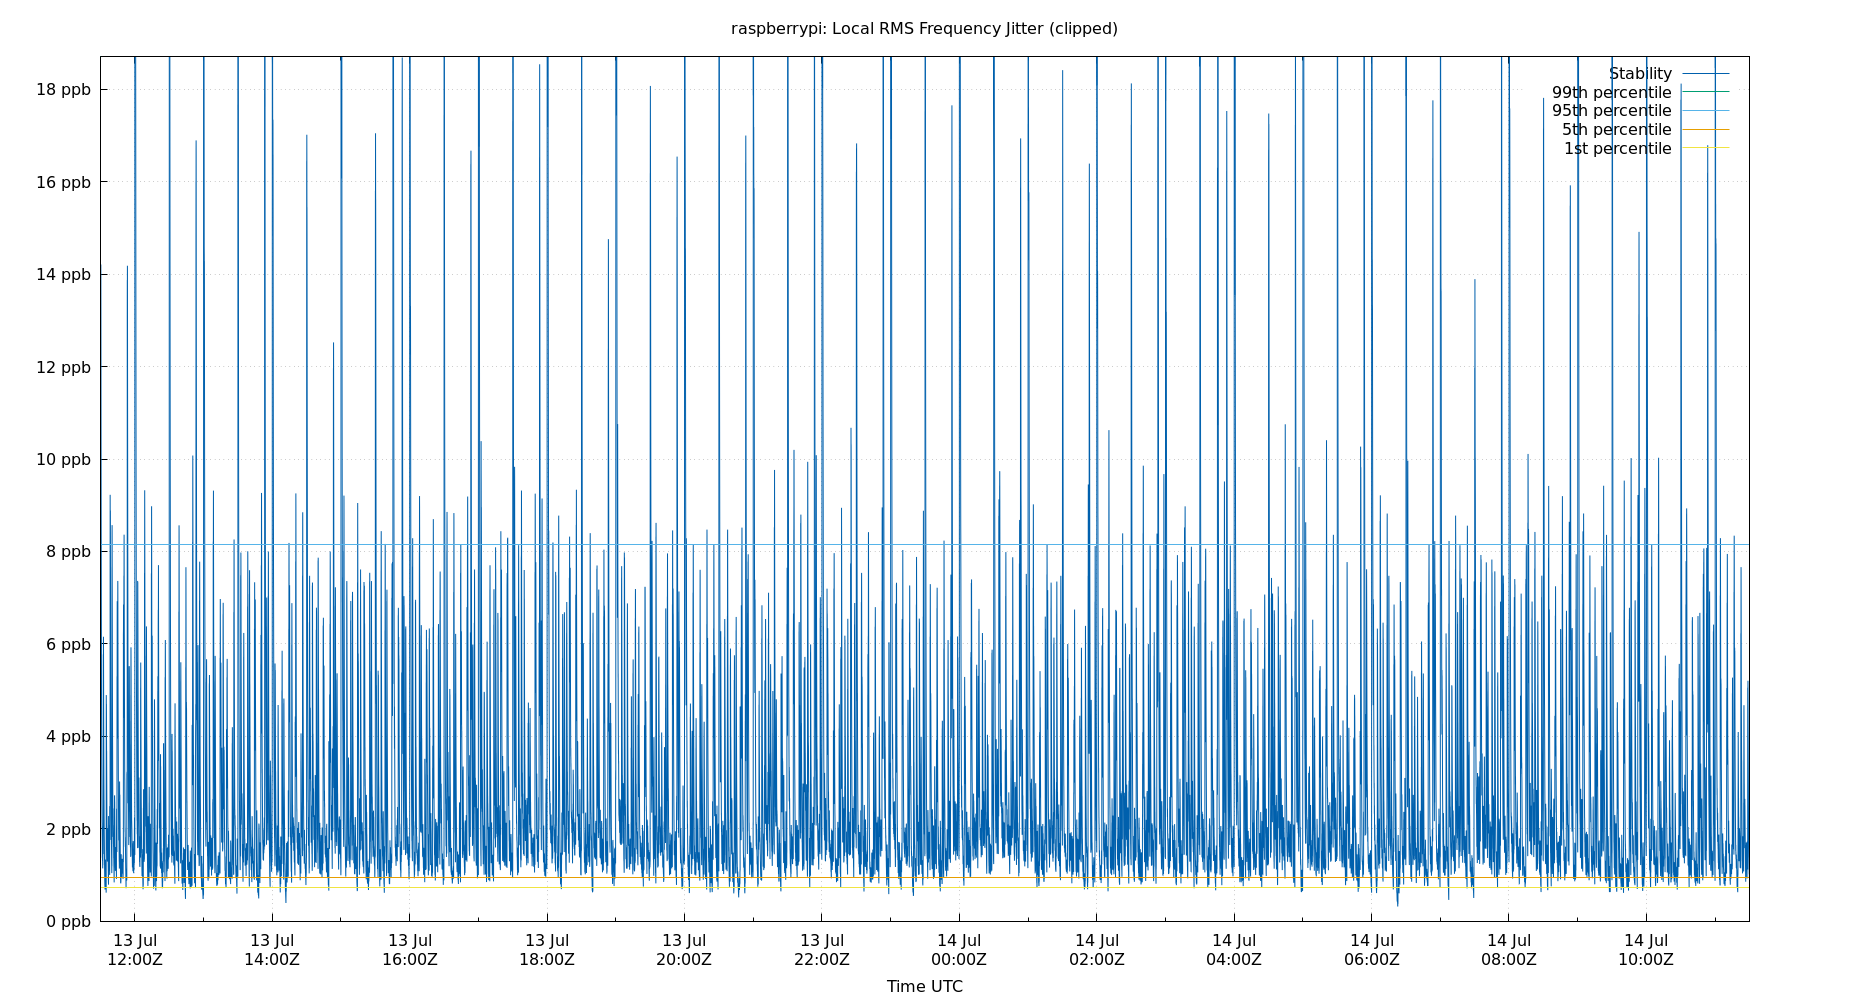 raspberrypi: Local RMS Frequency Jitter (clipped)
18 ppb
16 ppb
14 ppb
12 ppb
10 ppb
8 ppb
6 ppb
4 ppb
2 ppb
0 ppb
Stability
99th percentile
95th percentile
5th percentile
1st percentile
13 Jul 13 Jul 13 Jul 13 Jul 13 Jul 13 Jul 14 Jul 14 Jul 14 Jul 14 Jul 14 Jul 14 Jul
12:00Z 14:00Z 16:00Z 18:00Z 20:00Z 22:00Z 00:00Z 02:00Z 04:00Z 06:00Z 08:00Z 10:00Z
Time UTC